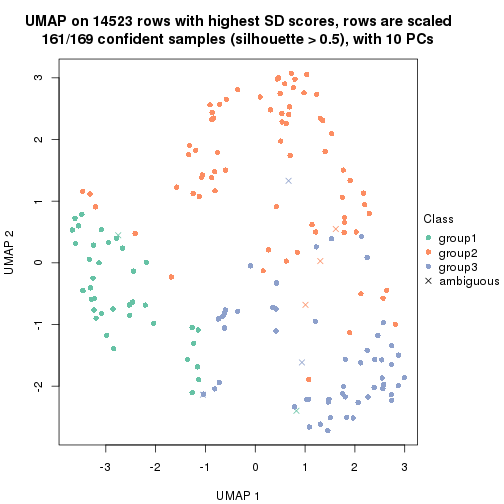 UMAP on 14523 rows with highest SD scores, rows are scaled
161/169 confident samples (silhouette > 0.5), with 10 PCs
3
2
1
0
-1
-2
UMAP 2
-3
-2
-1
0
1
2
3
UMAP 1
Class
group1
group2
group3
ambiguous